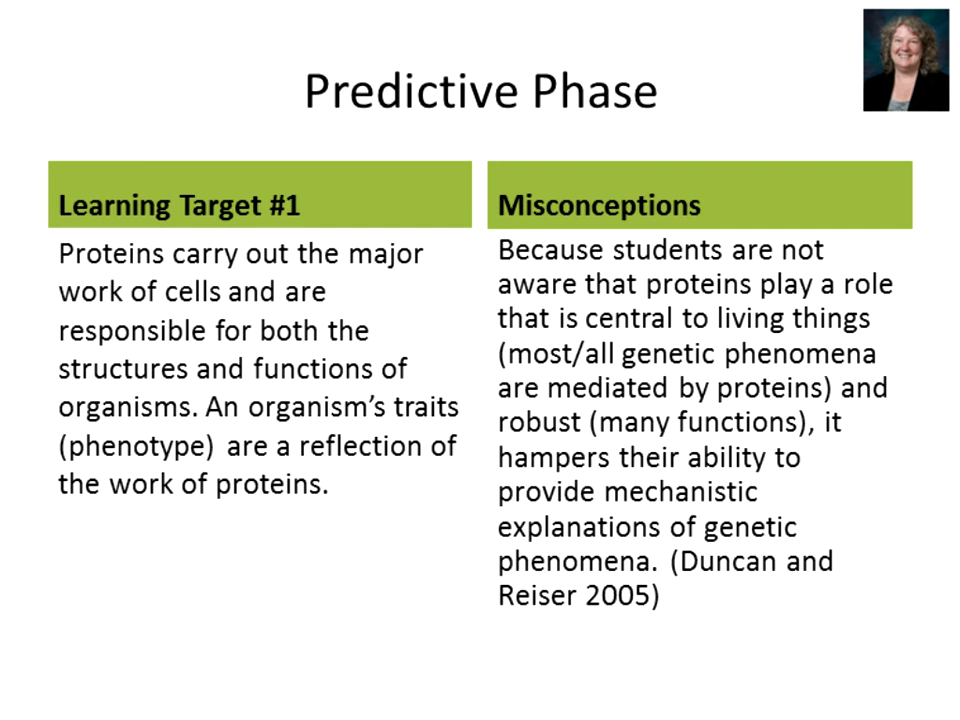 Predictive Phase
Learning Target #1
Proteins carry out the major
work of cells and are
responsible for both the
structures and functions of
organisms. An organism’s traits
(phenotype) are a reflection of
the work of proteins.
Misconceptions
Because students are not
aware that proteins play a role
that is central to living things
(most/all genetic phenomena
are mediated by proteins) and
robust (many functions), it
hampers their ability to
provide mechanistic
explanations of genetic
phenomena. (Duncan and
Reiser 2005)